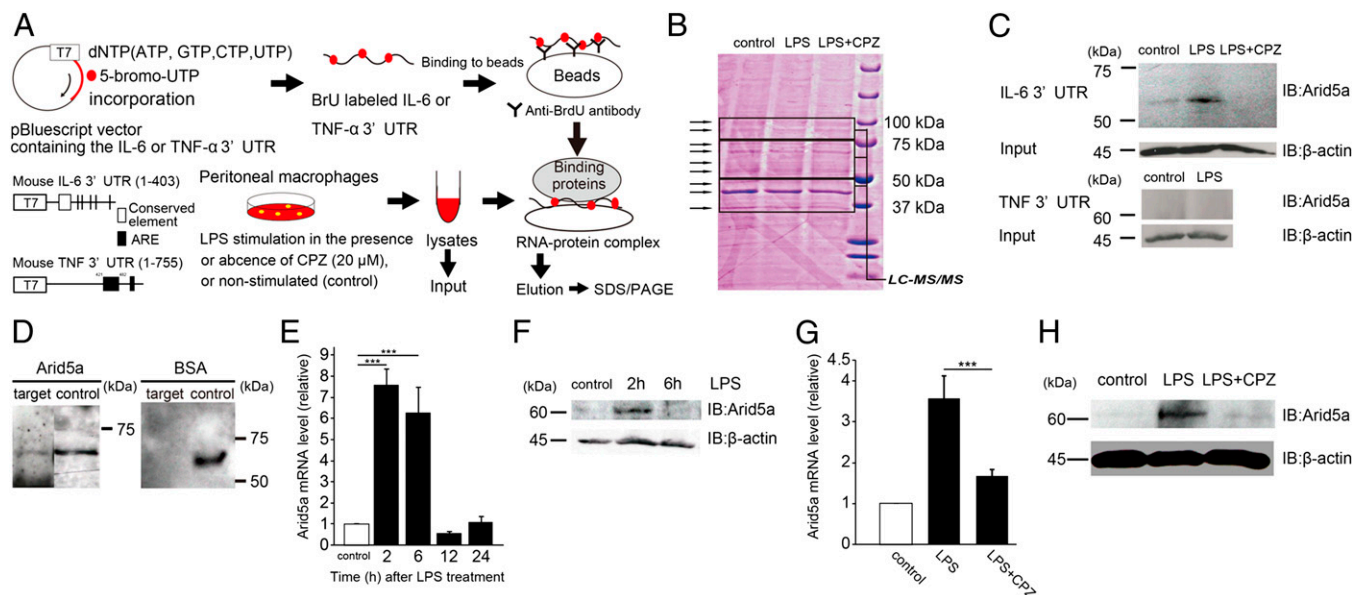 A
T7
dNTP(ATP, GTP,CTP,UTP)
5-bromo-UTP
incorporation
pBluescript vector
containing the IL-6 or TNF-α 3' UTR
Binding to beads
BrU labeled IL-6 or
TNF-α 3' UTR
Beads
Anti-BrdU antibody
Mouse IL-6 3' UTR (1-403)
T7
Conserved
element
ARE
Mouse TNF 3' UTR (1-755)
T7
Peritoneal macrophages
LPS stimulation in the presence
or absence of CPZ (20 μM),
or non-stimulated (control)
lysates
Input
Binding
proteins
RNA-protein complex
Elution
SDS/PAGE
B
control LPS LPS+CPZ
100 kDa
75 kDa
50 kDa
37 kDa
LC-MS/MS
C
(kDa) control LPS LPS+CPZ
75
IL-6 3' UTR
IB:Arid5a
50
Input 45 IB:β-actin
(kDa) control LPS
TNF 3' UTR
IB:Arid5a
60
Input 45 IB:β-actin
D
Arid5a
target control (kDa)
75
BSA
target control (kDa)
75
50
E
Arid5a mRNA level (relative)
9
8
7
6
5
4
3
2
1
0
***
***
control 2 6 12 24
Time (h) after LPS treatment
F
(kDa) control 2h 6h LPS
60 IB:Arid5a
45 IB:β-actin
G
Arid5a mRNA level (relative)
4.5
4
3
2
1
0
***
control
LPS
LPS+CPZ
H
(kDa) control LPS LPS+CPZ
60 IB:Arid5a
45 IB:β-actin